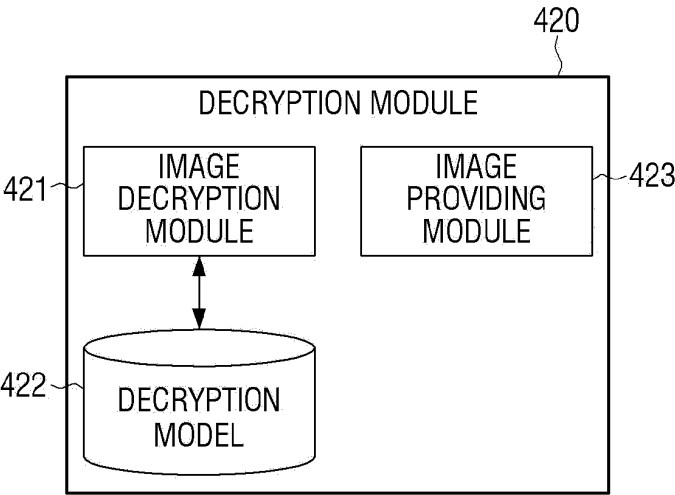 420
DECRYPTION MODULE
421
IMAGE
DECRYPTION
MODULE
IMAGE
PROVIDING
MODULE
423
422
DECRYPTION
MODEL